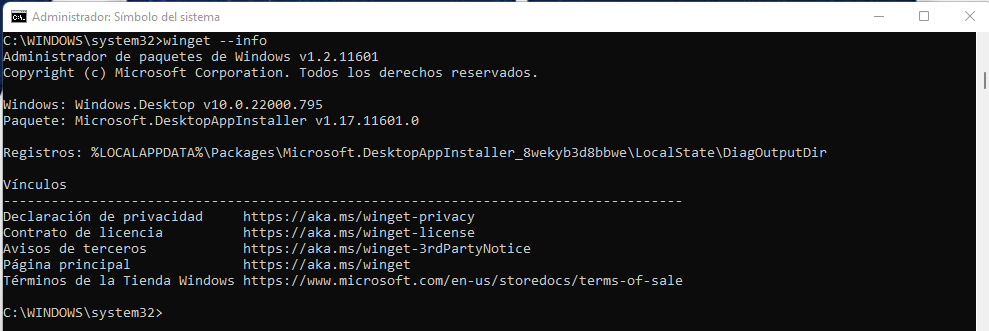 Administrador: Símbolo del sistema
C:\WINDOWS\system32>winget --info
Administrador de paquetes de Windows v1.2.11601
Copyright (c) Microsoft Corporation. Todos los derechos reservados.
Windows: Windows.Desktop v10.0.22000.795
Paquete: Microsoft.DesktopAppInstaller v1.17.11601.0
Registros: %LOCALAPPDATA%\Packages\Microsoft.DesktopAppInstaller_8wekyb3d8bbwe\LocalState\DiagOutputDir
Vínculos
-------------------------------------------------------------------------------------
Declaración de privacidad     https://aka.ms/winget-privacy
Contrato de licencia          https://aka.ms/winget-license
Avisos de terceros            https://aka.ms/winget-3rdPartyNotice
Página principal              https://aka.ms/winget
Términos de la Tienda Windows https://www.microsoft.com/en-us/storedocs/terms-of-sale
C:\WINDOWS\system32>